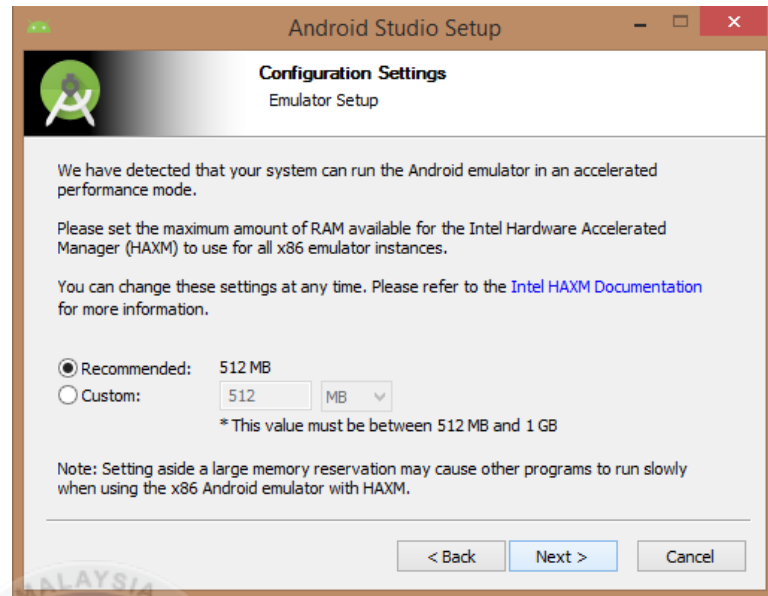 Android Studio Setup
Configuration Settings
Emulator Setup
We have detected that your system can run the Android emulator in an accelerated
performance mode.
Please set the maximum amount of RAM available for the Intel Hardware Accelerated
Manager (HAXM) to use for all x86 emulator instances.
You can change these settings at any time. Please refer to the Intel HAXM Documentation
for more information.
Recommended: 512 MB
Custom: 512 MB
* This value must be between 512 MB and 1 GB
Note: Setting aside a large memory reservation may cause other programs to run slowly
when using the x86 Android emulator with HAXM.
< Back Next > Cancel
MALAYSIA